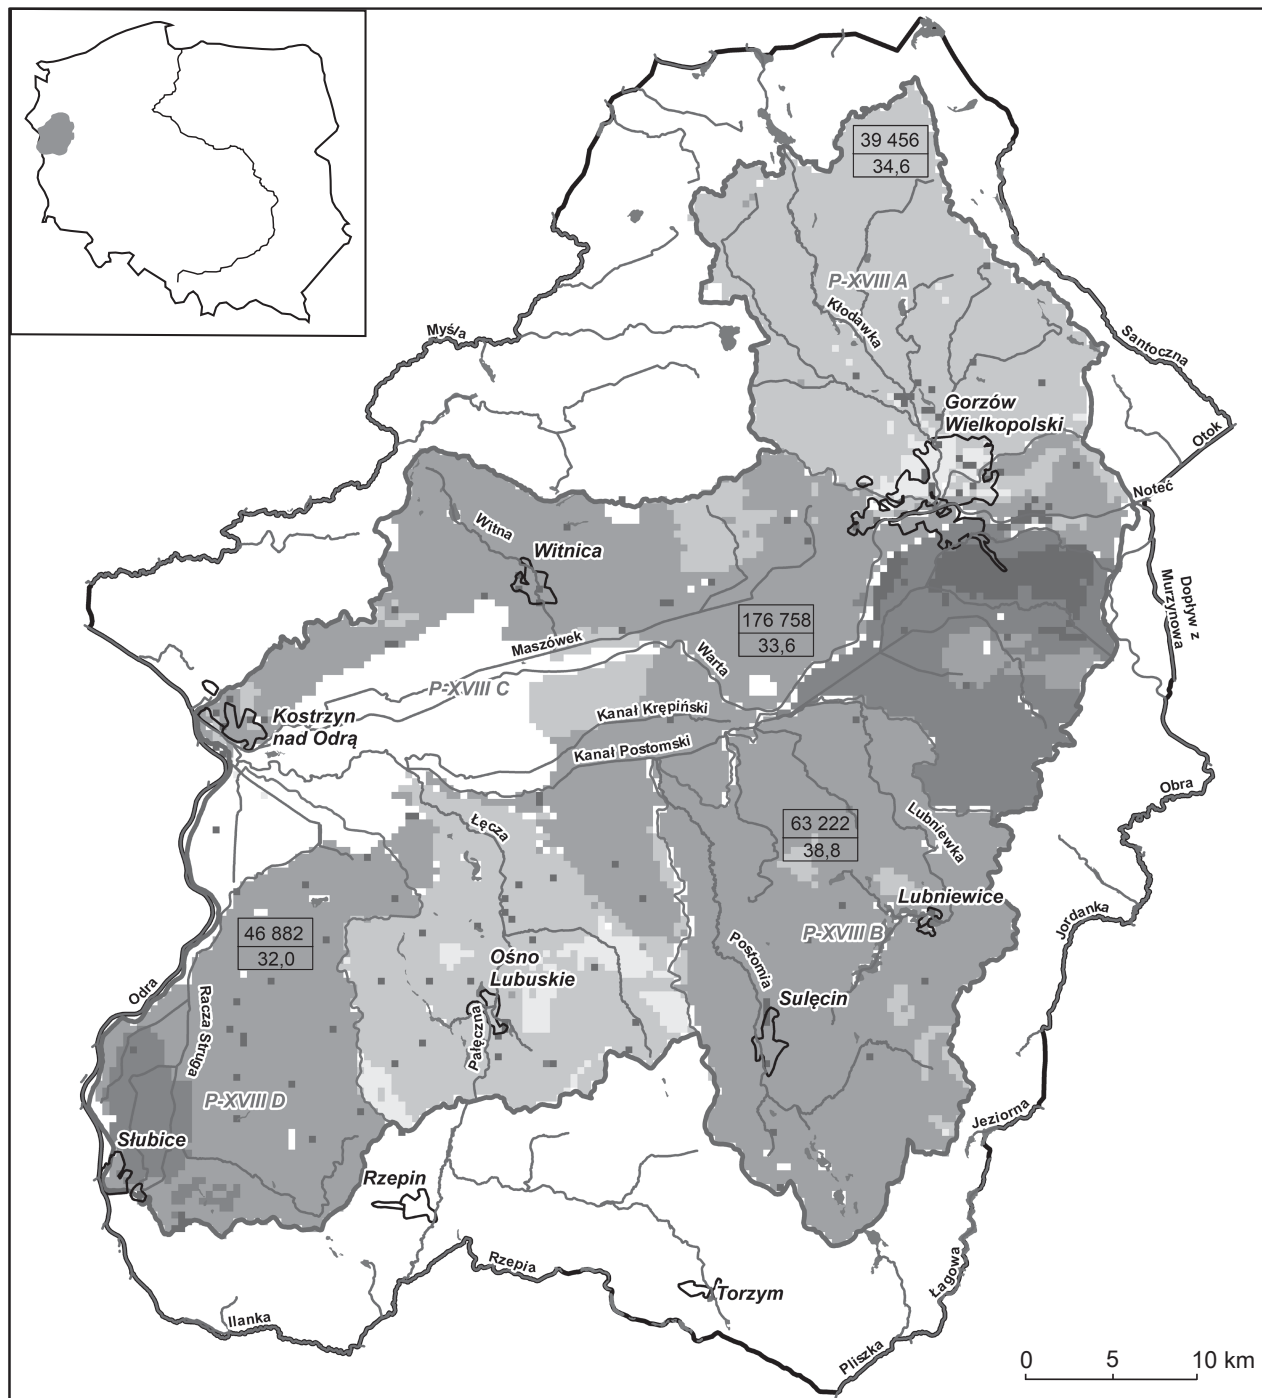 39 456
34,6
P-XVIII A
Kłodawka
Myśla
Santoczna
Gorzów
Wielkopolski
Otok
Noteć
Witna
Witnica
Dopływ z
Murzynowa
176 758
33,6
Maszówek
Warta
P-XVIII C
Kanał Krępiński
Kostrzyn
nad Odrą
Kanał Postomski
Obra
63 222
38,8
Lubniewka
Łęcza
Lubniewice
Jordanka
46 882
32,0
P-XVIII B
Postomia
Ośno
Lubuskie
Odra
Sulęcin
Racza Struga
Pałęczna
P-XVIII D
Jeziorna
Słubice
Rzepin
Rzepia
Łagowa
Torzym
Ilanka
Pliszka
0 5 10 km